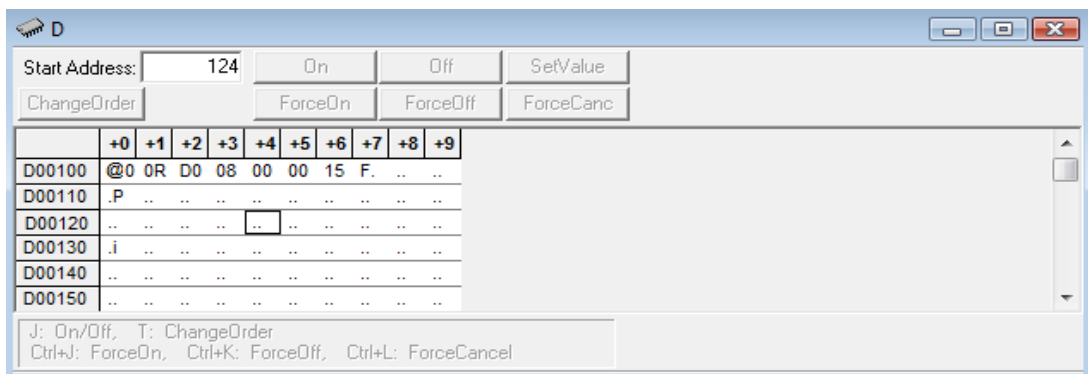 D
Start Address: 124 On Off SetValue
ChangeOrder ForceOn ForceOff ForceCanc
+0 +1 +2 +3 +4 +5 +6 +7 +8 +9
D00100 @0 0R D0 08 00 00 15 F. .. ..
D00110 .P .. .. .. .. .. .. .. .. ..
D00120 .. .. .. .. .. .. .. .. .. ..
D00130 .i .. .. .. .. .. .. .. .. ..
D00140 .. .. .. .. .. .. .. .. .. ..
D00150 .. .. .. .. .. .. .. .. .. ..
J: On/Off, T: ChangeOrder
Ctrl+J: ForceOn, Ctrl+K: ForceOff, Ctrl+L: ForceCancel